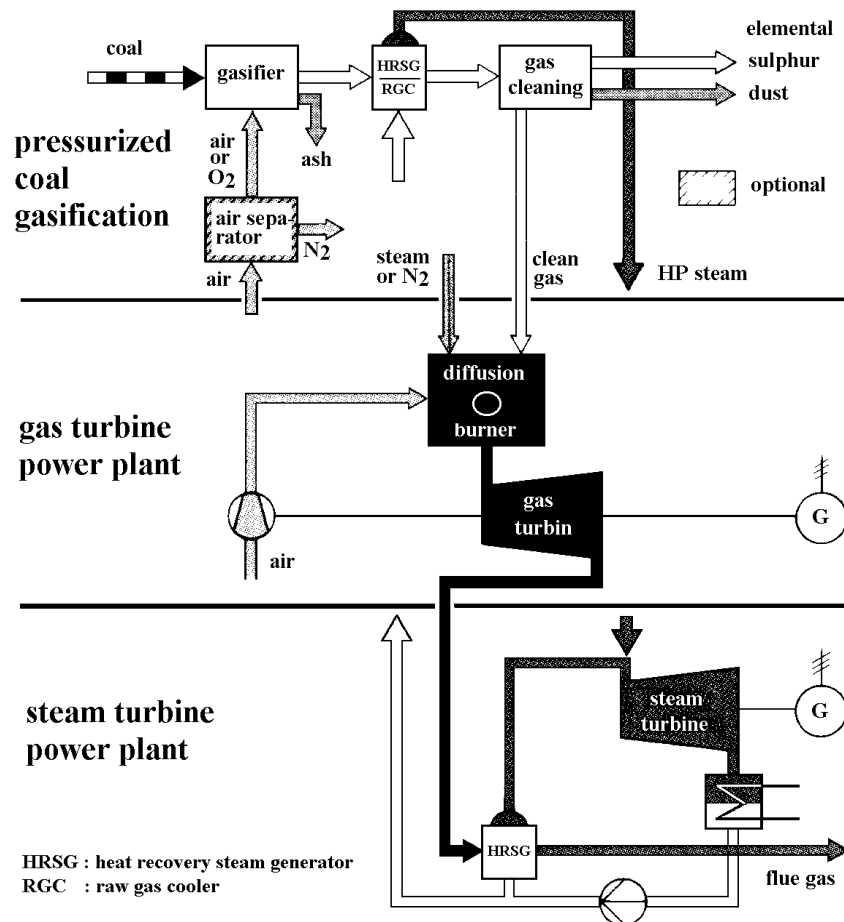 coal
gasifier
HRSG
RGC
gas
cleaning
elemental
sulphur
dust
air
or
O2
ash
pressurized
coal
gasification
optional
air sepa-
rator
N2
air
steam
or N2
clean
gas
HP steam
diffusion
burner
gas turbine
power plant
gas
turbin
G
air
steam turbine
power plant
steam
turbine
G
HRSG
HRSG : heat recovery steam generator
RGC : raw gas cooler
flue gas